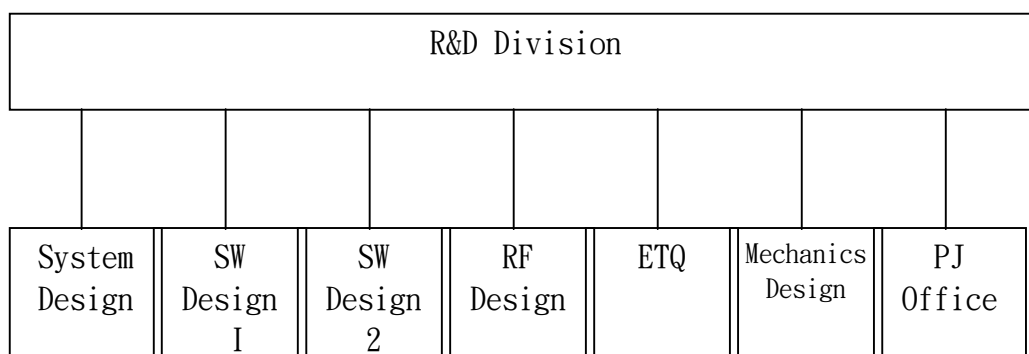 R&D Division
System
Design
SW
Design
I
SW
Design
2
RF
Design
ETQ
Mechanics
Design
PJ
Office